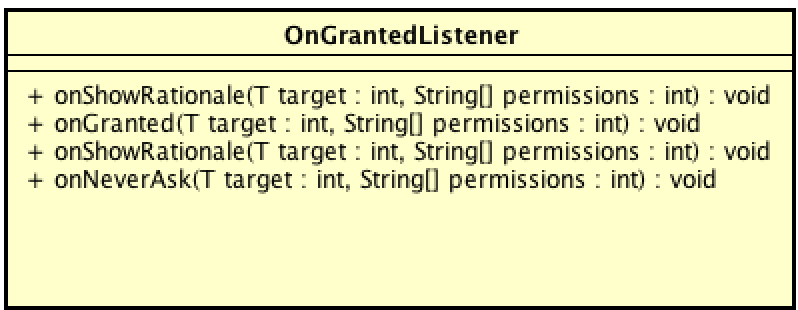 OnGrantedListener
+ onShowRationale(T target : int, String[] permissions : int) : void
+ onGranted(T target : int, String[] permissions : int) : void
+ onShowRationale(T target : int, String[] permissions : int) : void
+ onNeverAsk(T target : int, String[] permissions : int) : void